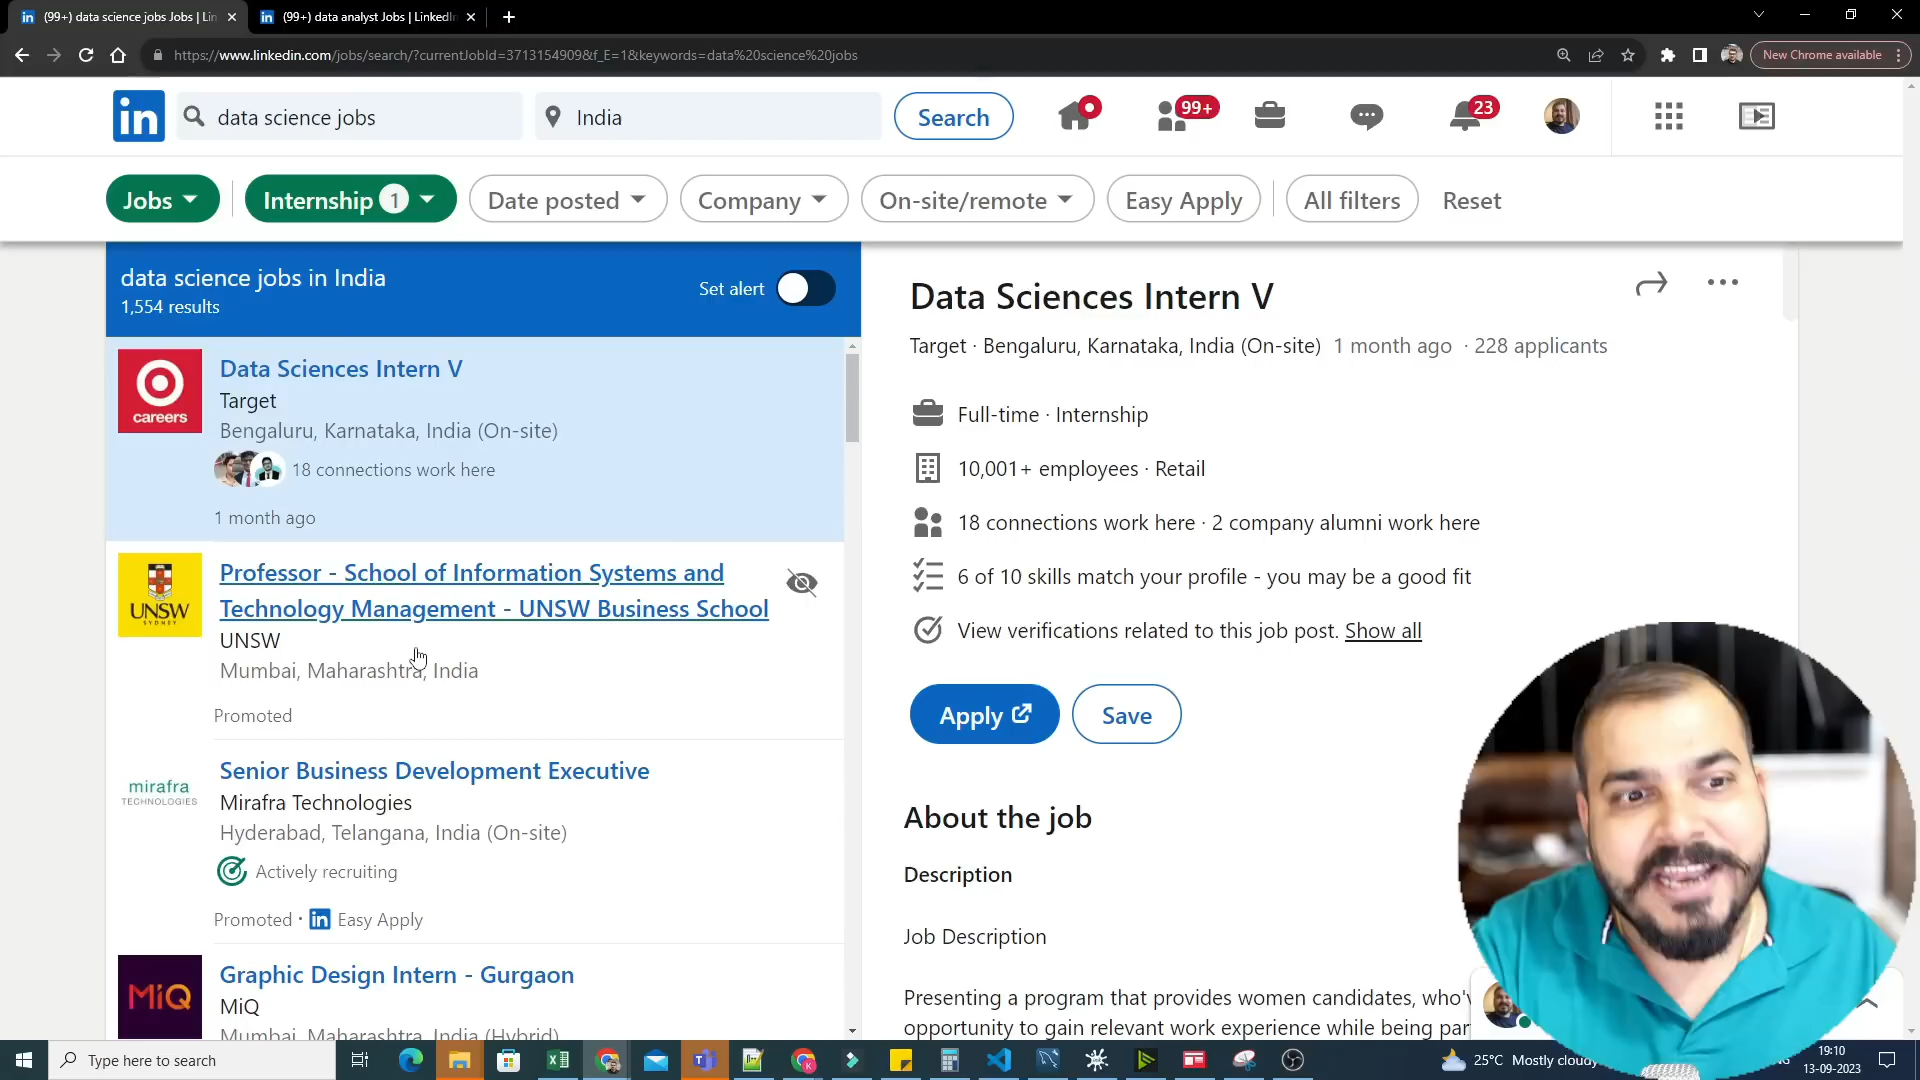 (99+) data science jobs Jobs | Lin
(99+) data analyst Jobs | LinkedIn
https://www.linkedin.com/jobs/search/?currentJobId=3713154909&f_E=1&keywords=data%20science%20jobs
New Chrome available
in
data science jobs
India
Search
99+
23
Jobs
Internship 1
Date posted
Company
On-site/remote
Easy Apply
All filters
Reset
data science jobs in India
1,554 results
Set alert
careers
Data Sciences Intern V
Target
Bengaluru, Karnataka, India (On-site)
18 connections work here
1 month ago
UNSW
SYDNEY
Professor - School of Information Systems and
Technology Management - UNSW Business School
UNSW
Mumbai, Maharashtra, India
Promoted
mirafra
TECHNOLOGIES
Senior Business Development Executive
Mirafra Technologies
Hyderabad, Telangana, India (On-site)
Actively recruiting
Promoted · in Easy Apply
MiQ
Graphic Design Intern - Gurgaon
MiQ
Mumbai, Maharashtra, India (Hybrid)
Data Sciences Intern V
Target · Bengaluru, Karnataka, India (On-site) 1 month ago · 228 applicants
Full-time · Internship
10,001+ employees · Retail
18 connections work here · 2 company alumni work here
6 of 10 skills match your profile - you may be a good fit
View verifications related to this job post. Show all
Apply
Save
About the job
Description
Job Description
Presenting a program that provides women candidates, who'v
opportunity to gain relevant work experience while being par
Type here to search
25°C Mostly cloudy
19:10
13-09-2023